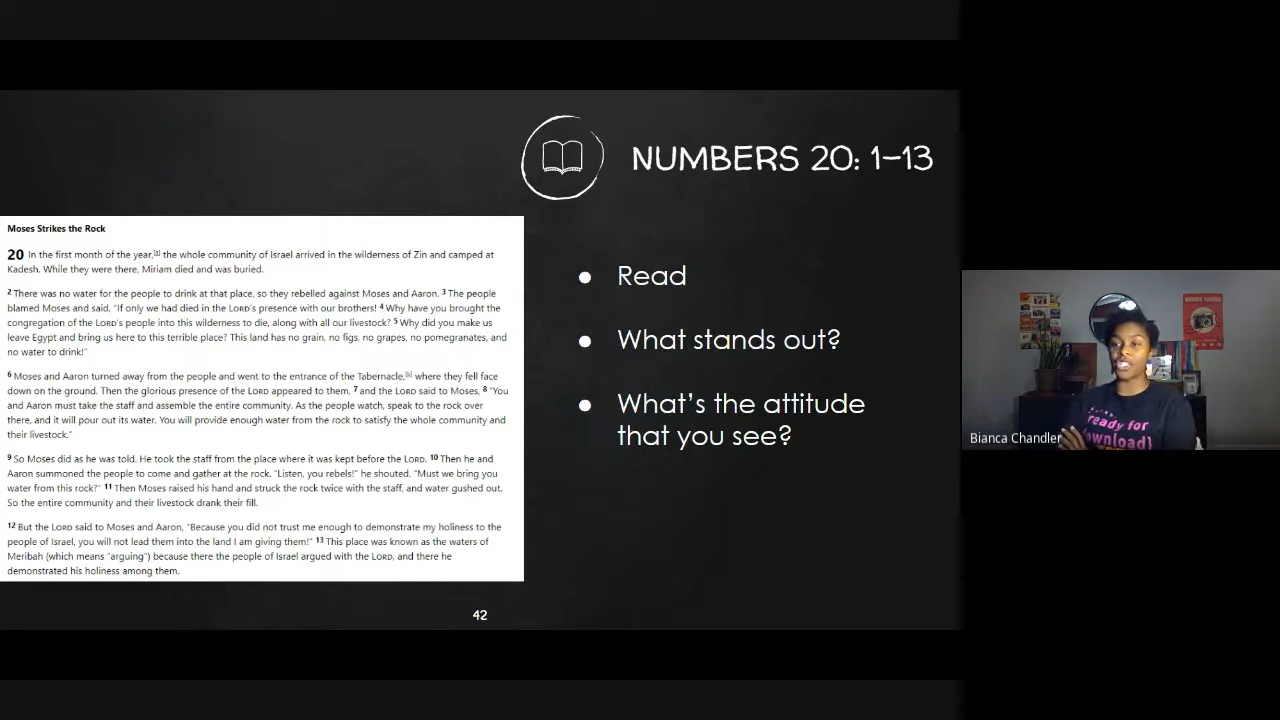 NUMBERS 20: 1–13
Moses Strikes the Rock
20 In the first month of the year,[a] the whole community of Israel arrived in the wilderness of Zin and camped at
Kadesh. While they were there, Miriam died and was buried.
2 There was no water for the people to drink at that place, so they rebelled against Moses and Aaron. 3 The people
blamed Moses and said, "If only we had died in the LORD's presence with our brothers! 4 Why have you brought the
congregation of the LORD's people into this wilderness to die, along with all our livestock? 5 Why did you make us
leave Egypt and bring us here to this terrible place? This land has no grain, no figs, no grapes, no pomegranates, and
no water to drink!"
6 Moses and Aaron turned away from the people and went to the entrance of the Tabernacle,[b] where they fell face
down on the ground. Then the glorious presence of the LORD appeared to them, 7 and the LORD said to Moses, 8 "You
and Aaron must take the staff and assemble the entire community. As the people watch, speak to the rock over
there, and it will pour out its water. You will provide enough water from the rock to satisfy the whole community and
their livestock."
9 So Moses did as he was told. He took the staff from the place where it was kept before the LORD. 10 Then he and
Aaron summoned the people to come and gather at the rock. "Listen, you rebels!" he shouted. "Must we bring you
water from this rock?" 11 Then Moses raised his hand and struck the rock twice with the staff, and water gushed out.
So the entire community and their livestock drank their fill.
12 But the LORD said to Moses and Aaron, "Because you did not trust me enough to demonstrate my holiness to the
people of Israel, you will not lead them into the land I am giving them!" 13 This place was known as the waters of
Meribah (which means "arguing") because there the people of Israel argued with the LORD, and there he
demonstrated his holiness among them.
● Read
● What stands out?
● What's the attitude
that you see?
42
ready for
Bianca Chandler